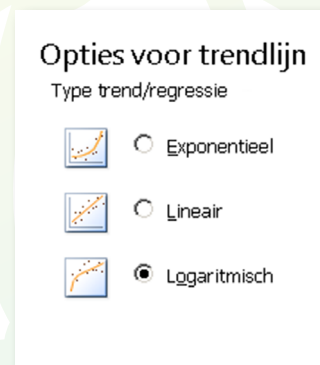 Opties voor trendlijn
Type trend/regressie
Exponentieel
Lineair
Logaritmisch